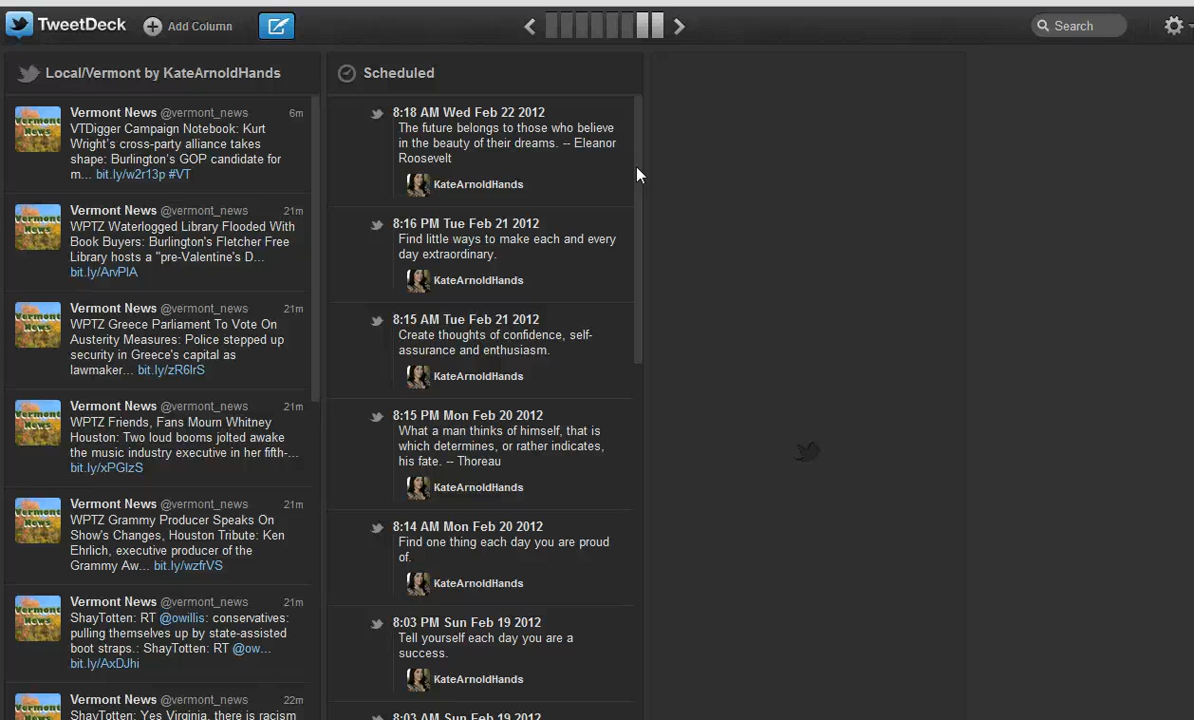 TweetDeck
Add Column
Search
Local/Vermont by KateArnoldHands
Vermont News @vermont_news 6m
VTDigger Campaign Notebook: Kurt
Wright's cross-party alliance takes
shape: Burlington's GOP candidate for
m... bit.ly/w2r13p #VT
Vermont News @vermont_news 21m
WPTZ Waterlogged Library Flooded With
Book Buyers: Burlington's Fletcher Free
Library hosts a "pre-Valentine's D...
bit.ly/ArvPlA
Vermont News @vermont_news 21m
WPTZ Greece Parliament To Vote On
Austerity Measures: Police stepped up
security in Greece's capital as
lawmaker... bit.ly/zR6lrS
Vermont News @vermont_news 21m
WPTZ Friends, Fans Mourn Whitney
Houston: Two loud booms jolted awake
the music industry executive in her fifth-...
bit.ly/xPGlzS
Vermont News @vermont_news 21m
WPTZ Grammy Producer Speaks On
Show's Changes, Houston Tribute: Ken
Ehrlich, executive producer of the
Grammy Aw... bit.ly/wzfrVS
Vermont News @vermont_news 21m
ShayTotten: RT @owillis: conservatives:
pulling themselves up by state-assisted
boot straps.: ShayTotten: RT @ow...
bit.ly/AxDJhi
Vermont News @vermont_news 22m
ShayTotten: Yes Virginia, there is racism
Scheduled
8:18 AM Wed Feb 22 2012
The future belongs to those who believe
in the beauty of their dreams. -- Eleanor
Roosevelt
KateArnoldHands
8:16 PM Tue Feb 21 2012
Find little ways to make each and every
day extraordinary.
KateArnoldHands
8:15 AM Tue Feb 21 2012
Create thoughts of confidence, self-
assurance and enthusiasm.
KateArnoldHands
8:15 PM Mon Feb 20 2012
What a man thinks of himself, that is
which determines, or rather indicates,
his fate. -- Thoreau
KateArnoldHands
8:14 AM Mon Feb 20 2012
Find one thing each day you are proud
of.
KateArnoldHands
8:03 PM Sun Feb 19 2012
Tell yourself each day you are a
success.
KateArnoldHands
8:03 AM Sun Feb 19 2012